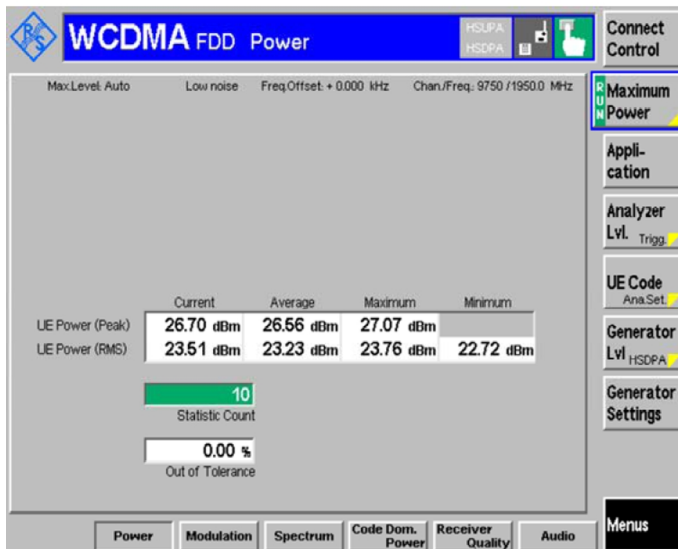 R&S
WCDMA FDD Power
HSUPA
HSDPA
Connect
Control
Max.Level: Auto Low noise Freq.Offset: + 0.000 kHz Chan./Freq.: 9750 /1950.0 MHz
RUN
Maximum
Power
Appli-
cation
Analyzer
Lvl. Trigg.
UE Code
Ana.Set.
Generator
Lvl HSDPA
Generator
Settings
Current Average Maximum Minimum
UE Power (Peak) 26.70 dBm 26.56 dBm 27.07 dBm
UE Power (RMS) 23.51 dBm 23.23 dBm 23.76 dBm 22.72 dBm
10
Statistic Count
0.00 %
Out of Tolerance
Power Modulation Spectrum Code Dom.
Power Receiver
Quality Audio
Menus